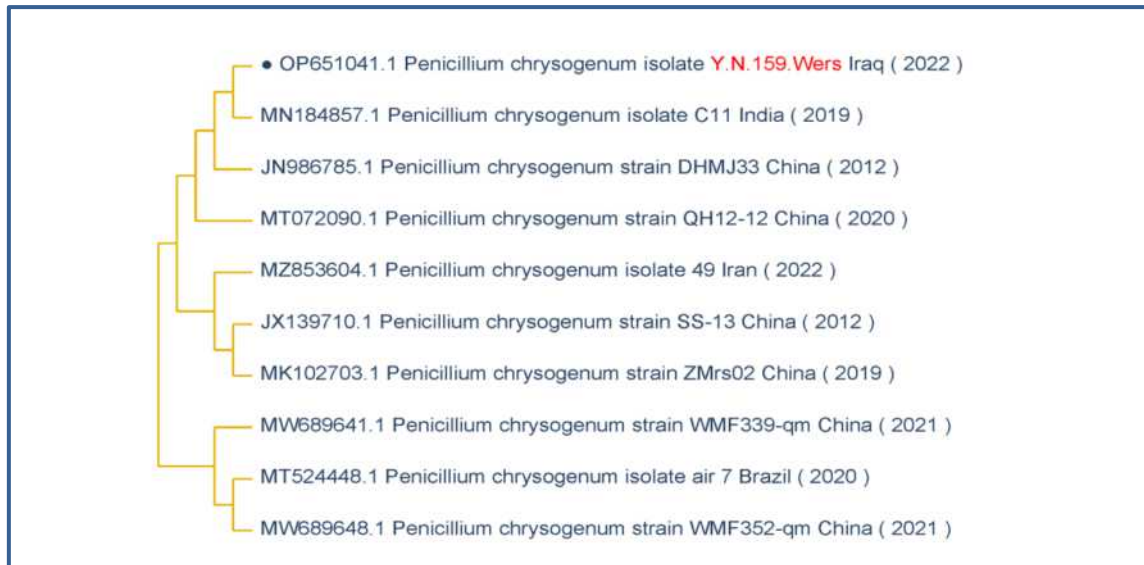 ● OP651041.1 Penicillium chrysogenum isolate Y.N.159.Wers Iraq ( 2022 )
MN184857.1 Penicillium chrysogenum isolate C11 India ( 2019 )
JN986785.1 Penicillium chrysogenum strain DHMJ33 China ( 2012 )
MT072090.1 Penicillium chrysogenum strain QH12-12 China ( 2020 )
MZ853604.1 Penicillium chrysogenum isolate 49 Iran ( 2022 )
JX139710.1 Penicillium chrysogenum strain SS-13 China ( 2012 )
MK102703.1 Penicillium chrysogenum strain ZMrs02 China ( 2019 )
MW689641.1 Penicillium chrysogenum strain WMF339-qm China ( 2021 )
MT524448.1 Penicillium chrysogenum isolate air 7 Brazil ( 2020 )
MW689648.1 Penicillium chrysogenum strain WMF352-qm China ( 2021 )